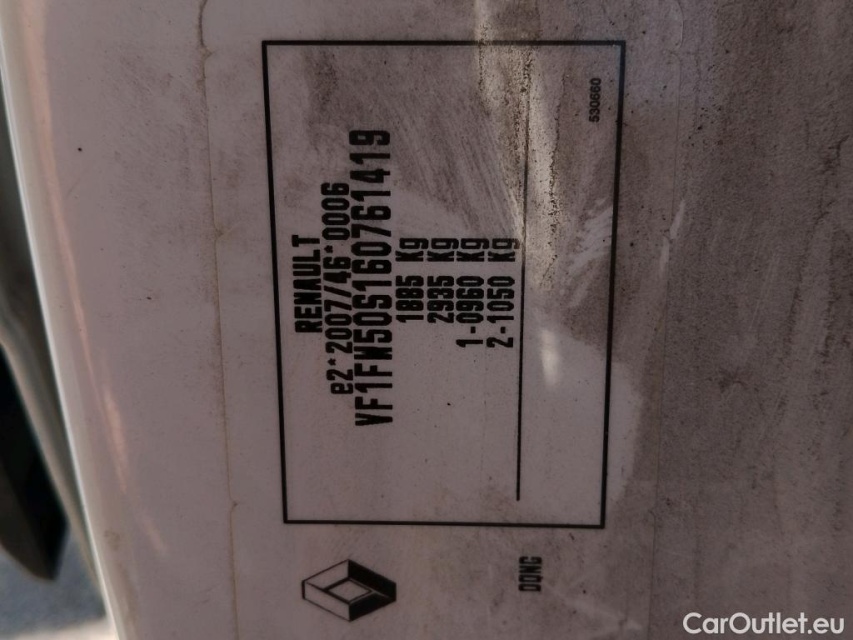 530660
RENAULT
e2*2007/46*0006
VF1FW50S160761419
1885 Kg
2935 Kg
1-0960 Kg
2-1050 Kg
DQNG
CarOutlet.eu